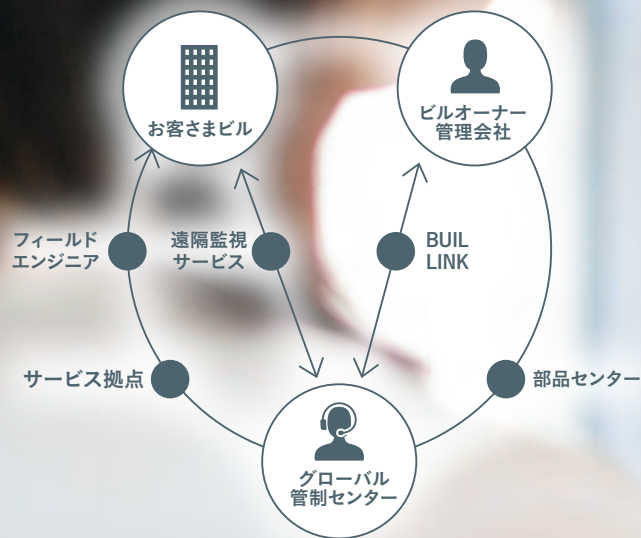 お客さまビル
ビルオーナー
管理会社
フィールド
エンジニア
遠隔監視
サービス
BUIL
LINK
サービス拠点
部品センター
グローバル
管制センター